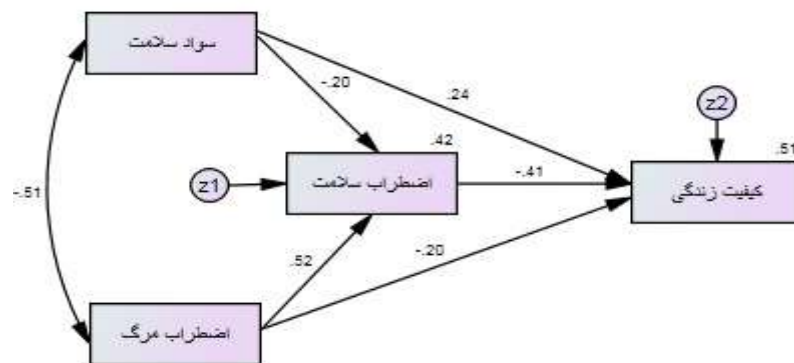 سواد سلامت
-.20
.24
z2
.42
.51
-.51
z1
اضطراب سلامت
-.41
کیفیت زندگی
.52
-.20
اضطراب مرگ